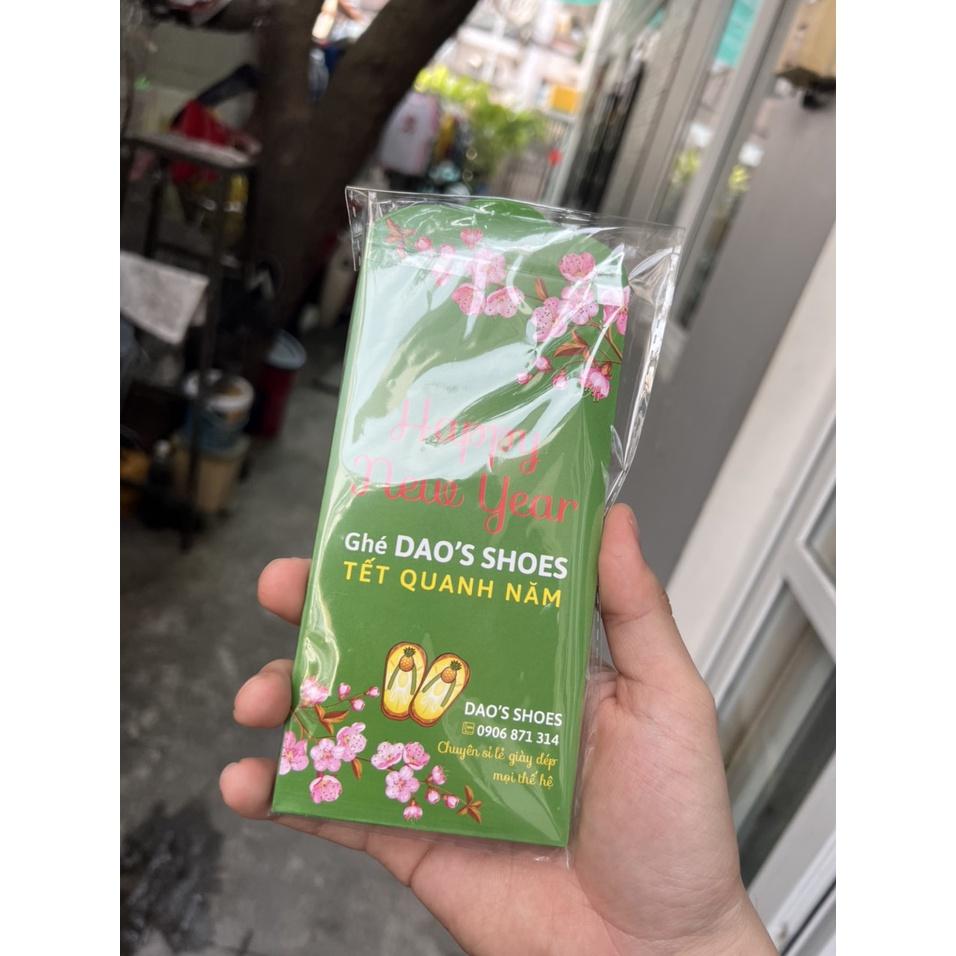 Happy
New Year
Ghé DAO'S SHOES
TẾT QUANH NĂM
DAO'S SHOES
0906 871 314
Chuyên sỉ lẻ giày dép
mọi thế hệ